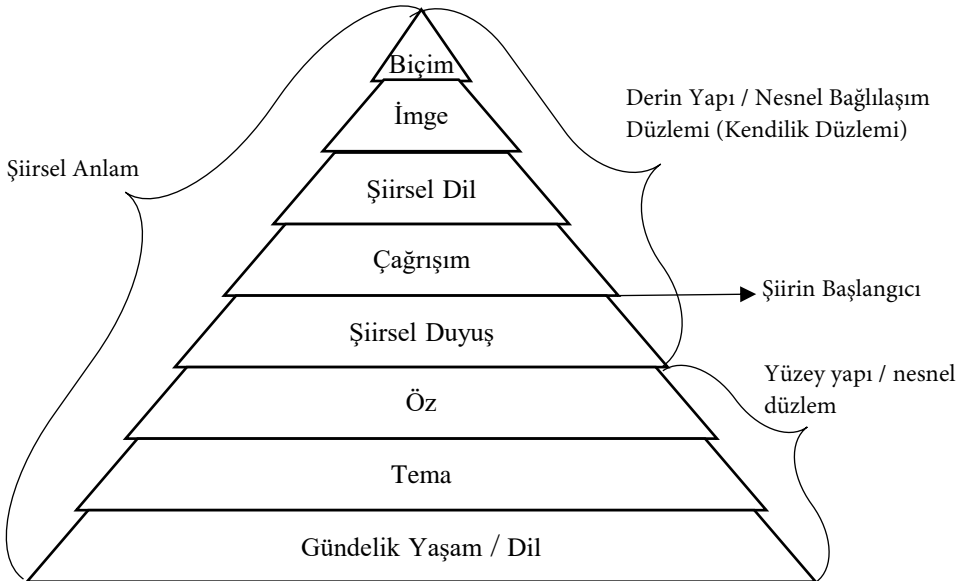 Biçim
İmge
Derin Yapı / Nesnel Bağlılaşım
Düzlemi (Kendilik Düzlemi)
Şiirsel Anlam
Şiirsel Dil
Çağrışım
Şiirin Başlangıcı
Şiirsel Duyuş
Yüzey yapı / nesnel
düzlem
Öz
Tema
Gündelik Yaşam / Dil